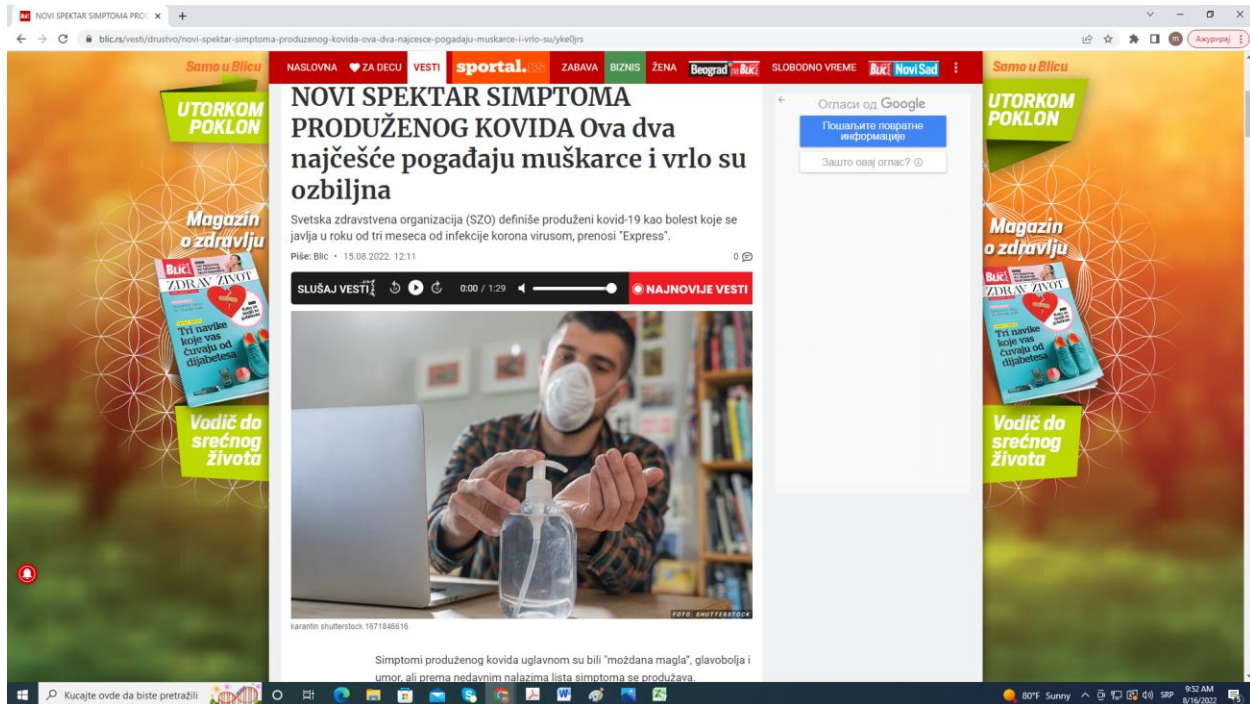 NOVI SPEKTAR SIMPTOMA PROD
blic.rs/vesti/drustvo/novi-spektar-simptoma-produzenog-kovida-ova-dva-najcesce-pogadaju-muskarce-i-vrlo-su/yke0jrs
Ажурирај
Samo u Blicu
UTORKOM
POKLON
Magazin
o zdravlju
Blic
ZDRAV ŽIVOT
Tri navike
koje vas
čuvaju od
dijabetesa
Vodič do
srećnog
života
NASLOVNA ZA DECU VESTI sportal.rs ZABAVA BIZNIS ŽENA Beograd Blic SLOBODNO VREME Blic Novi Sad
NOVI SPEKTAR SIMPTOMA
PRODUŽENOG KOVIDA Ova dva
najčešće pogađaju muškarce i vrlo su
ozbiljna
Svetska zdravstvena organizacija (SZO) definiše produženi kovid-19 kao bolest koje se
javlja u roku od tri meseca od infekcije korona virusom, prenosi "Express".
Piše: Blic • 15.08.2022. 12:11 0
SLUŠAJ VESTI 0:00 / 1:29 NAJNOVIJE VESTI
FOTO: SHUTTERSTOCK
karantin shutterstock 1671846616
Simptomi produženog kovida uglavnom su bili "moždana magla", glavobolja i
umor, ali prema nedavnim nalazima lista simptoma se produžava.
Огласи од Google
Пошаљите повратне
информације
Зашто овај оглас?
Samo u Blicu
UTORKOM
POKLON
Magazin
o zdravlju
Blic
ZDRAV ŽIVOT
Tri navike
koje vas
čuvaju od
dijabetesa
Vodič do
srećnog
života
Kucajte ovde da biste pretražili
80°F Sunny SRP 9:52 AM
8/16/2022